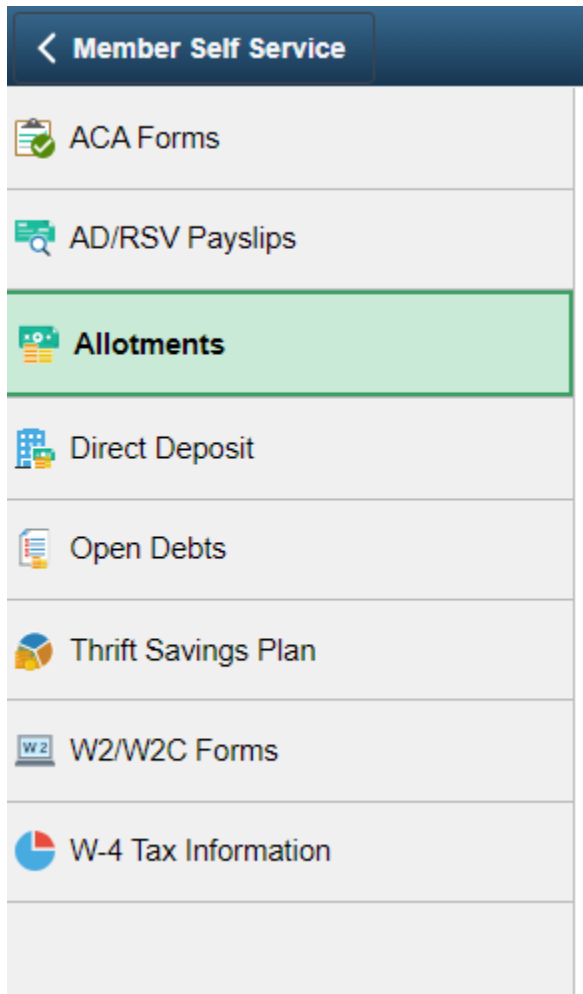 Member Self Service
ACA Forms
AD/RSV Payslips
Allotments
Direct Deposit
Open Debts
Thrift Savings Plan
W2
W2/W2C Forms
W-4 Tax Information